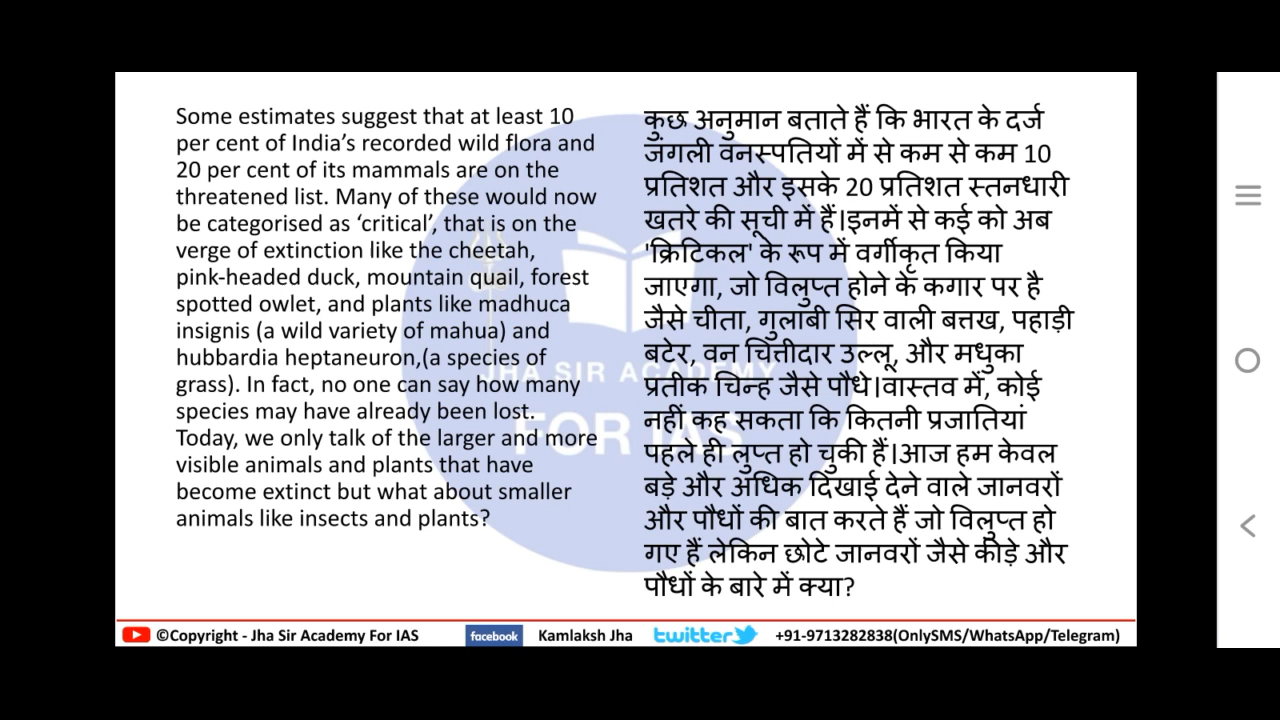 Some estimates suggest that at least 10
per cent of India’s recorded wild flora and
20 per cent of its mammals are on the
threatened list. Many of these would now
be categorised as ‘critical’, that is on the
verge of extinction like the cheetah,
pink-headed duck, mountain quail, forest
spotted owlet, and plants like madhuca
insignis (a wild variety of mahua) and
hubbardia heptaneuron,(a species of
grass). In fact, no one can say how many
species may have already been lost.
Today, we only talk of the larger and more
visible animals and plants that have
become extinct but what about smaller
animals like insects and plants?
कुछ अनुमान बताते हैं कि भारत के दर्ज
जंगली वनस्पतियों में से कम से कम 10
प्रतिशत और इसके 20 प्रतिशत स्तनधारी
खतरे की सूची में हैं।इनमें से कई को अब
'क्रिटिकल' के रूप में वर्गीकृत किया
जाएगा, जो विलुप्त होने के कगार पर है
जैसे चीता, गुलाबी सिर वाली बत्तख, पहाड़ी
बटेर, वन चित्तीदार उल्लू, और मधुका
प्रतीक चिन्ह जैसे पौधे।वास्तव में, कोई
नहीं कह सकता कि कितनी प्रजातियां
पहले ही लुप्त हो चुकी हैं।आज हम केवल
बड़े और अधिक दिखाई देने वाले जानवरों
और पौधों की बात करते हैं जो विलुप्त हो
गए हैं लेकिन छोटे जानवरों जैसे कीड़े और
पौधों के बारे में क्या?
JHA SIR ACADEMY
FOR IAS
©Copyright - Jha Sir Academy For IAS facebook Kamlaksh Jha twitter +91-9713282838(OnlySMS/WhatsApp/Telegram)